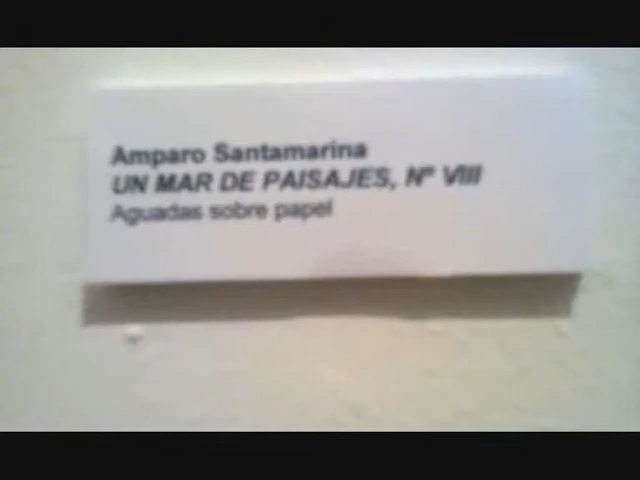 Amparo Santamarina
UN MAR DE PAISAJES, Nº VIII
Aguadas sobre papel